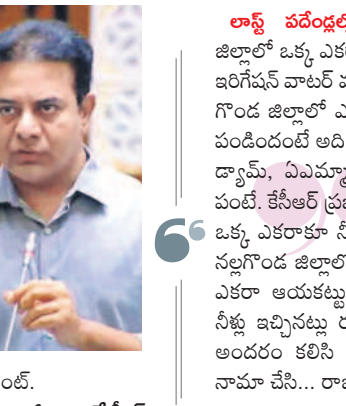 లాస్ట్ పదేండ్లల
జిల్లాలో ఒక్క ఎకర
ఇరిగేషన్ వాటర్
గొండ జిల్లాలో ఎ
పండిందంటే అది
డ్యామ్, ఏఎమ్మా
పంటే. కేసీఆర్ ప్రభ
ఒక్క ఎకరాకూ నీ
నల్లగొండ జిల్లాలో
ఎకరా ఆయకట్టు
నీళ్లు ఇచ్చినట్లు
అందరం కలిసి
నామా చేసి... రాజ
ంట్.